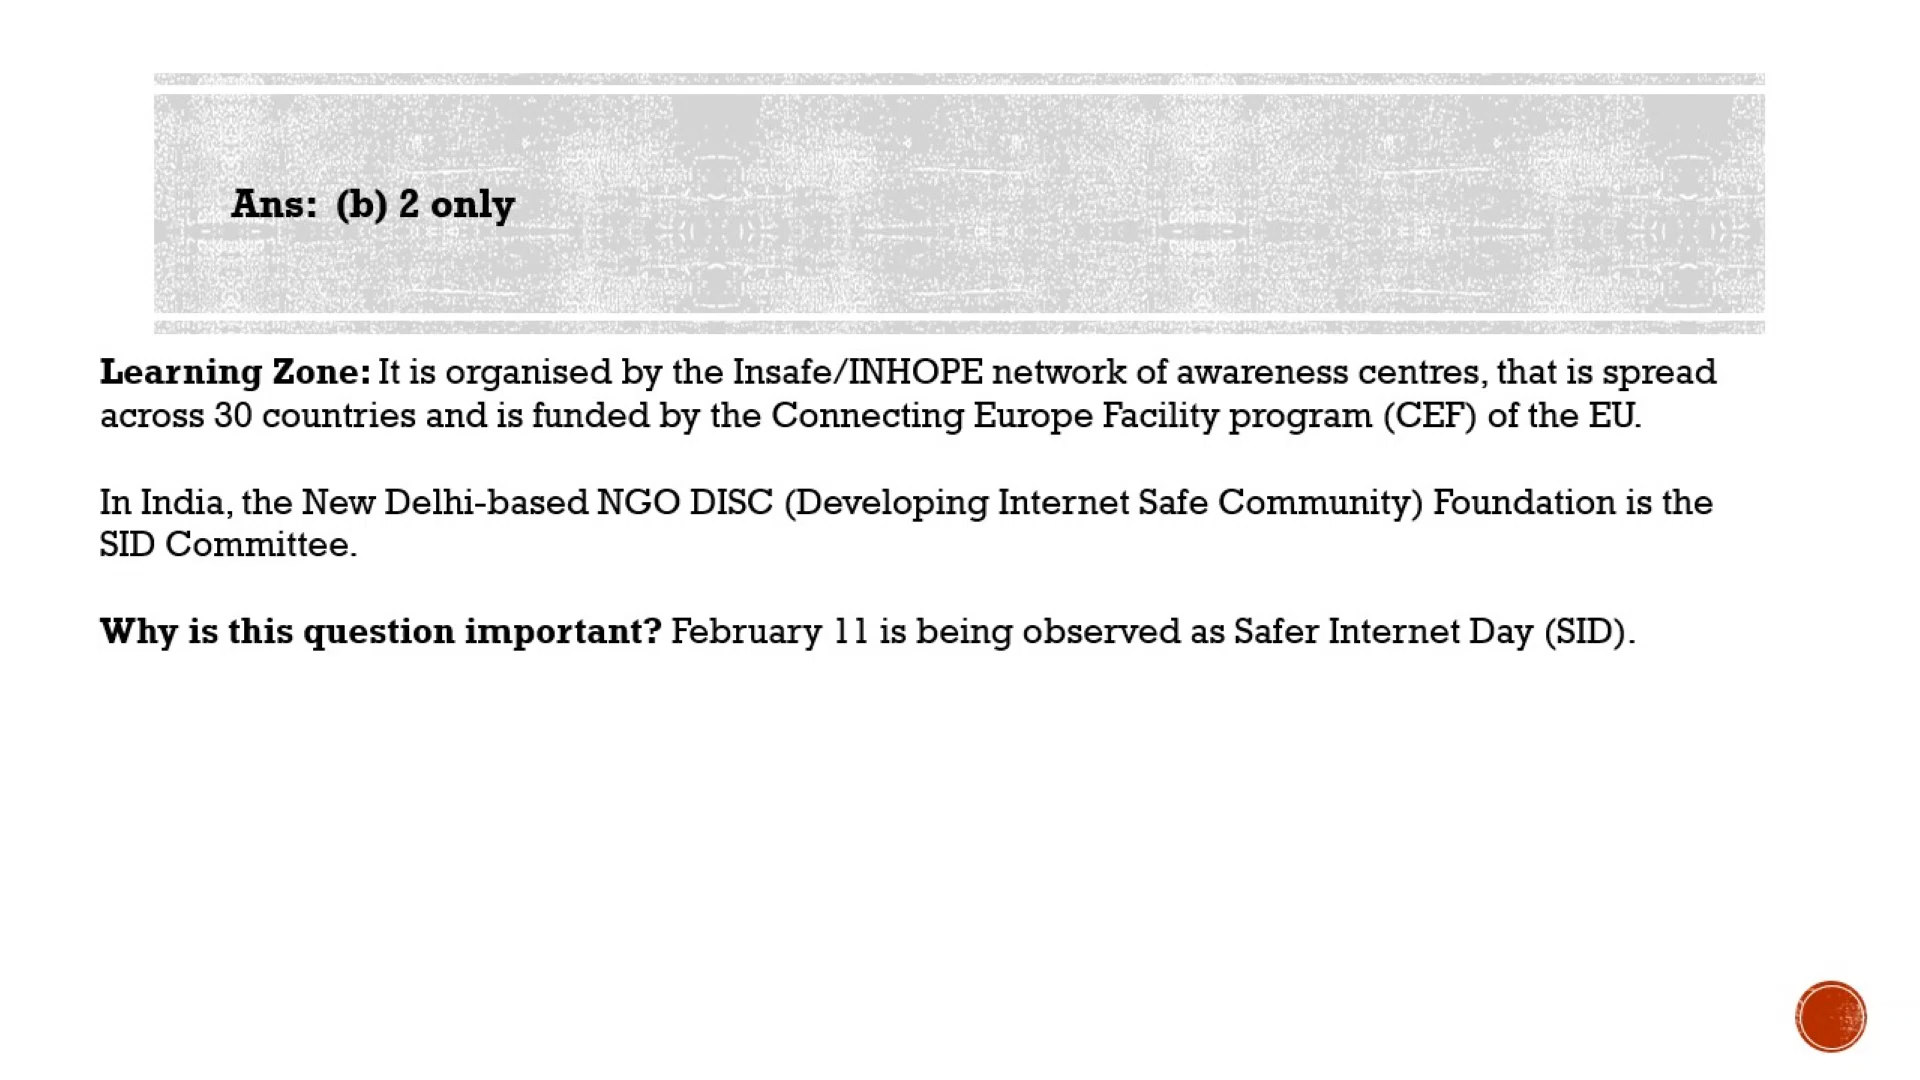 Ans: (b) 2 only
Learning Zone: It is organised by the Insafe/INHOPE network of awareness centres, that is spread
across 30 countries and is funded by the Connecting Europe Facility program (CEF) of the EU.
In India, the New Delhi-based NGO DISC (Developing Internet Safe Community) Foundation is the
SID Committee.
Why is this question important? February 11 is being observed as Safer Internet Day (SID).